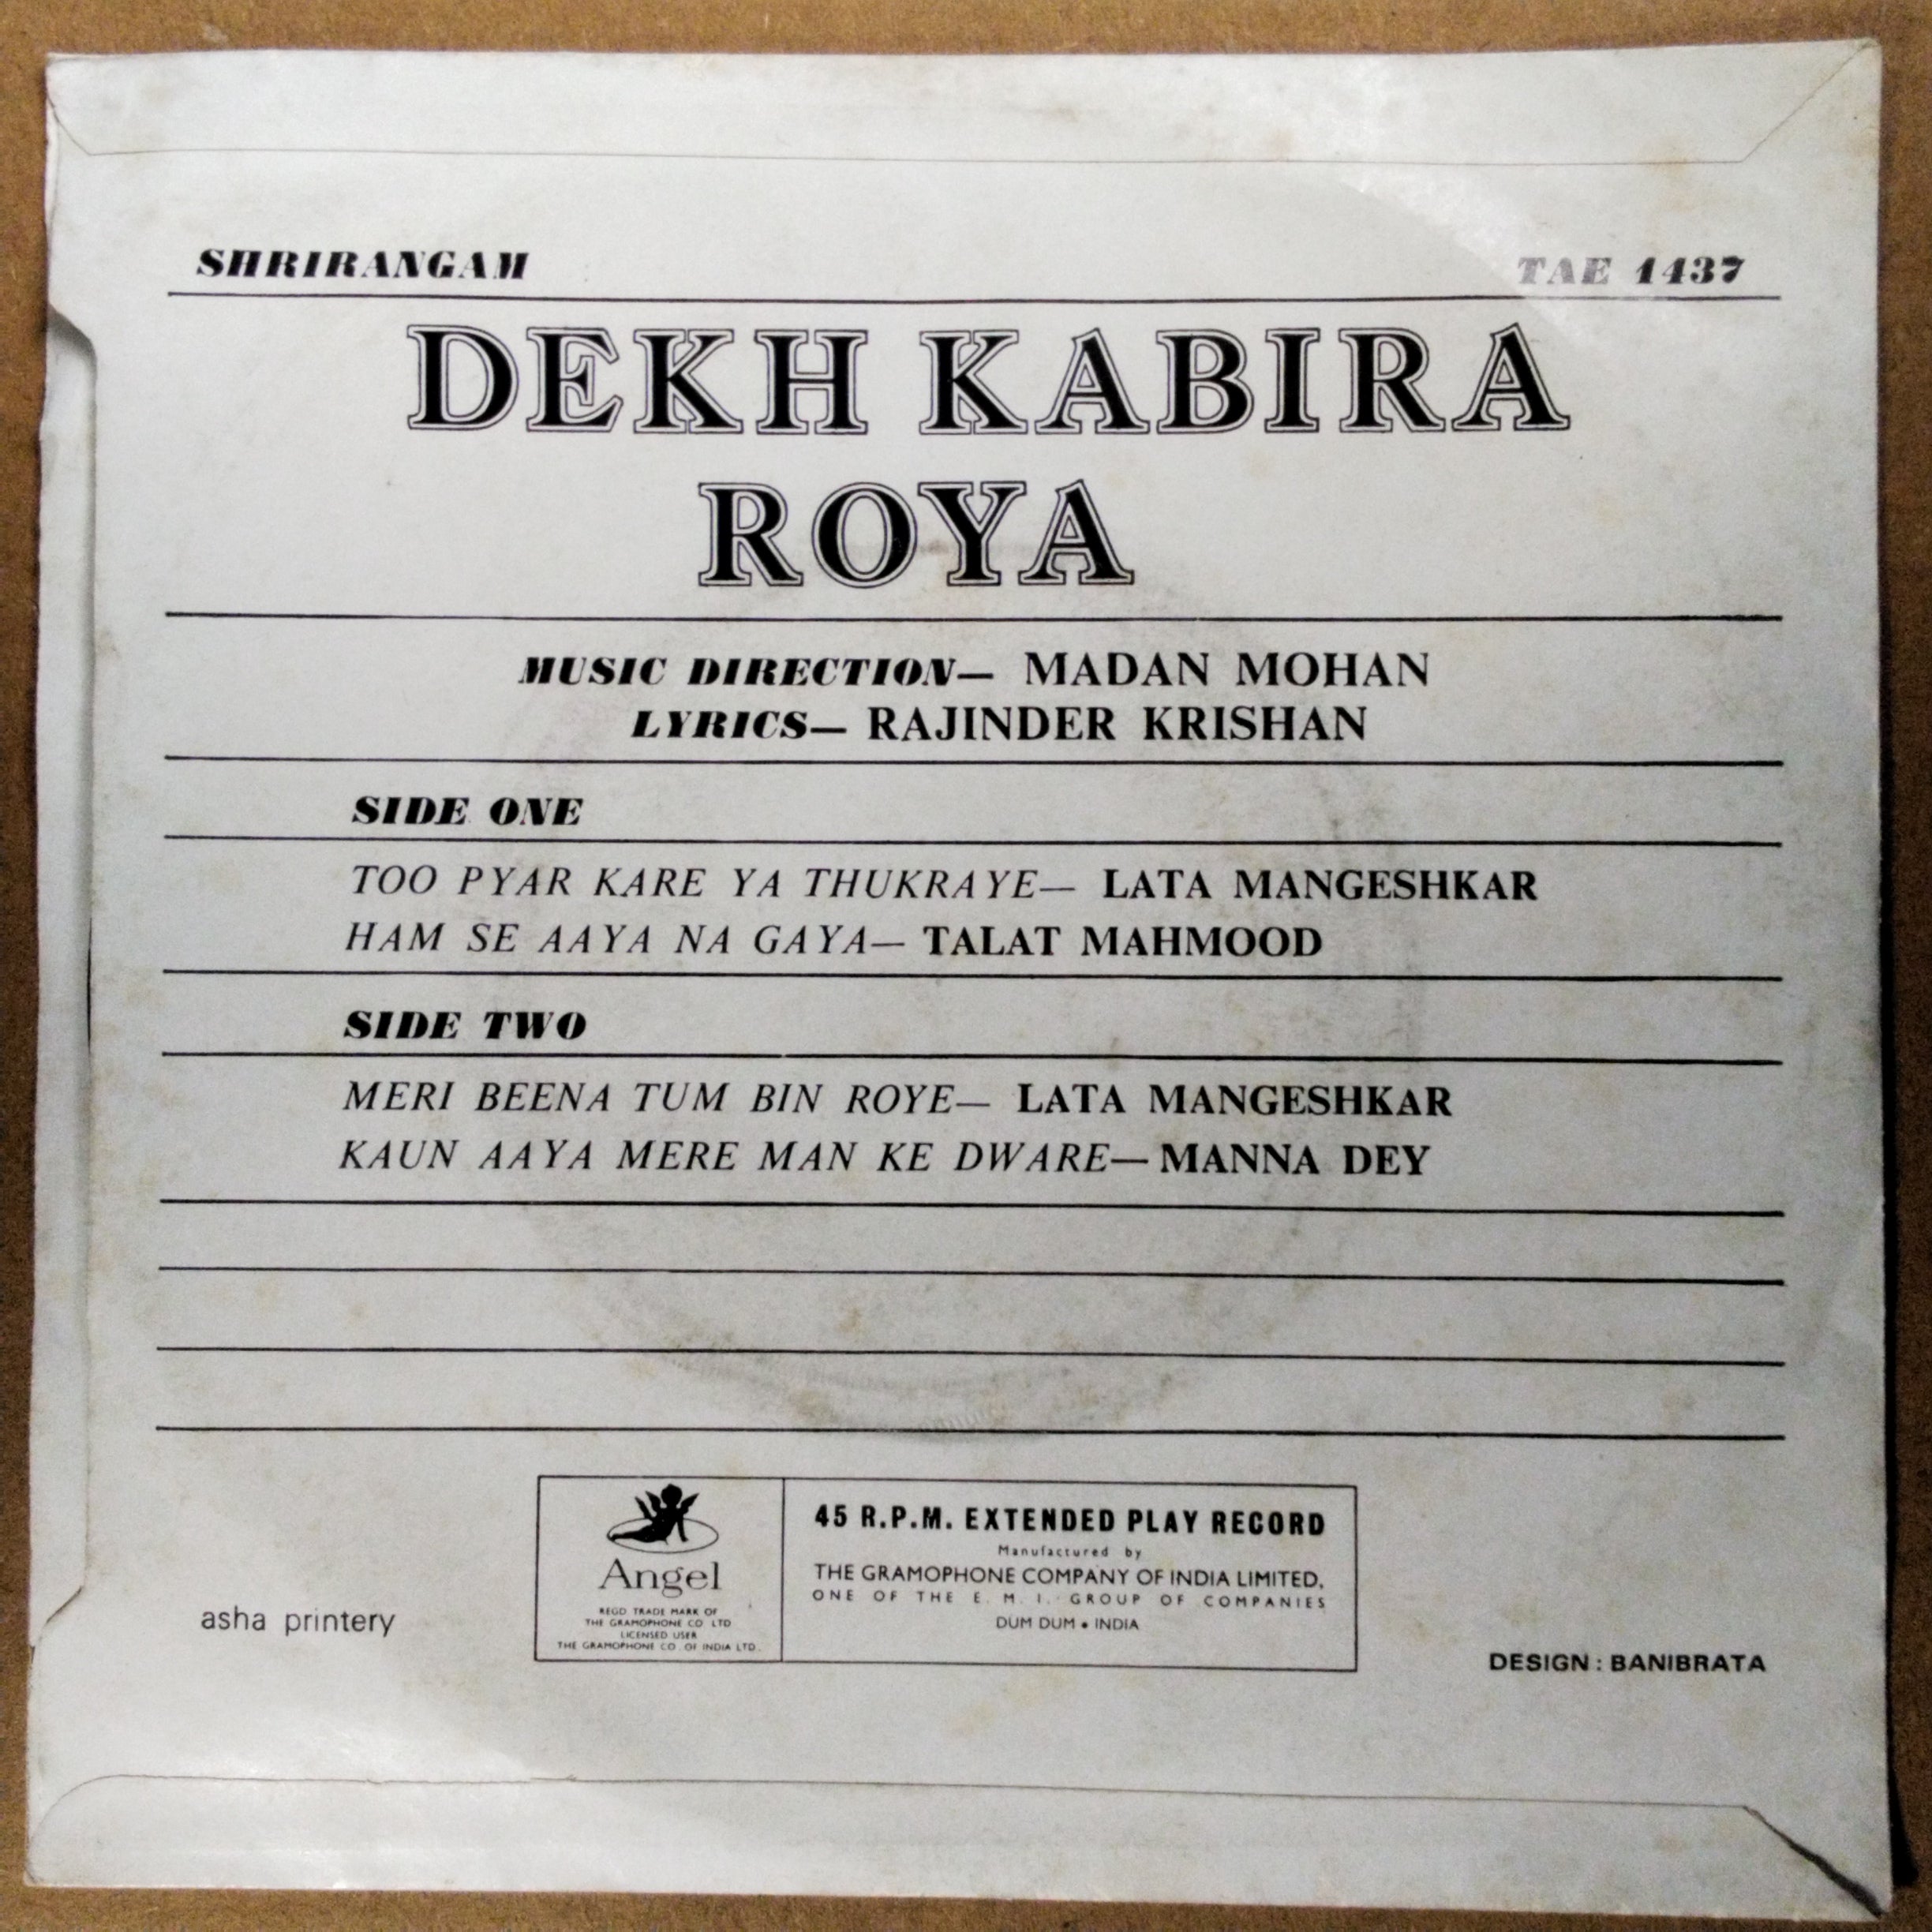 SHRIRANGAM TAE 1437
DEKH KABIRA
ROYA
MUSIC DIRECTION— MADAN MOHAN
LYRICS— RAJINDER KRISHAN
SIDE ONE
TOO PYAR KARE YA THUKRAYE— LATA MANGESHKAR
HAM SE AAYA NA GAYA— TALAT MAHMOOD
SIDE TWO
MERI BEENA TUM BIN ROYE— LATA MANGESHKAR
KAUN AAYA MERE MAN KE DWARE— MANNA DEY
Angel
REGD TRADE MARK OF
THE GRAMOPHONE CO LTD
LICENSED USER
THE GRAMOPHONE CO. OF INDIA LTD.
45 R.P.M. EXTENDED PLAY RECORD
Manufactured by
THE GRAMOPHONE COMPANY OF INDIA LIMITED.
ONE OF THE E. M. I. GROUP OF COMPANIES
DUM DUM • INDIA
asha printery
DESIGN : BANIBRATA